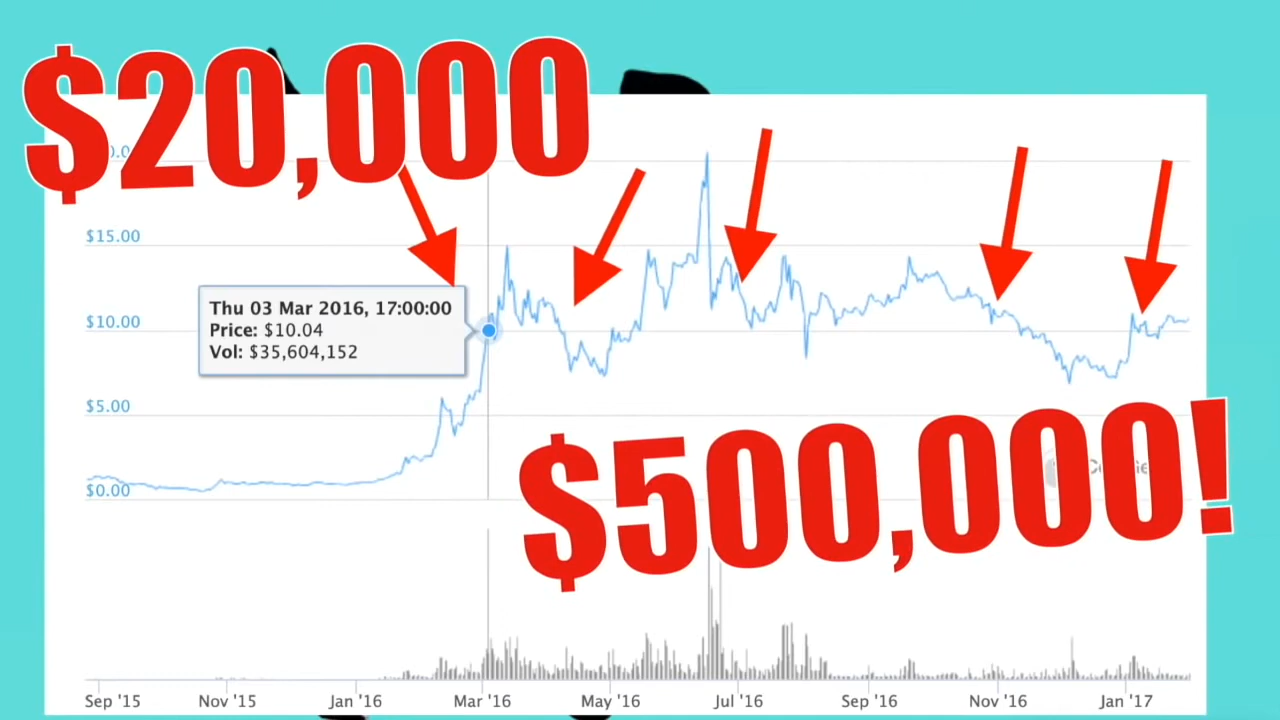 $20,000
$15.00
Thu 03 Mar 2016, 17:00:00
$10.00
Price: $10.04
Vol: $35,604,152
$5.00
$500,000!
$0.00
Sep '15 Nov '15 Jan '16 Mar '16 May '16 Jul '16 Sep '16 Nov '16 Jan '17